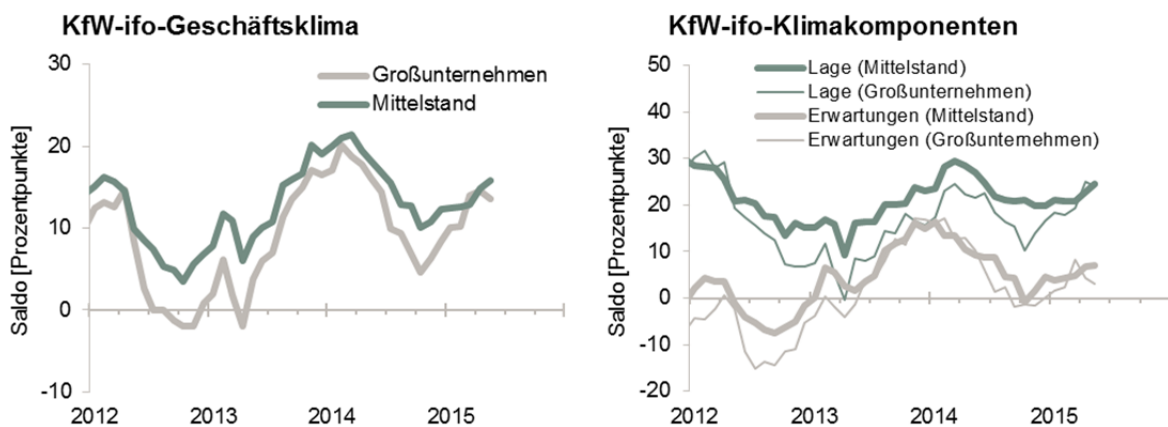 KfW-ifo-Geschäftsklima
Saldo [Prozentpunkte]
30
20
10
0
-10
Großunternehmen
Mittelstand
2012 2013 2014 2015
KfW-ifo-Klimakomponenten
Saldo [Prozentpunkte]
50
40
30
20
10
0
-10
-20
Lage (Mittelstand)
Lage (Großunternehmen)
Erwartungen (Mittelstand)
Erwartungen (Großunternehmen)
2012 2013 2014 2015